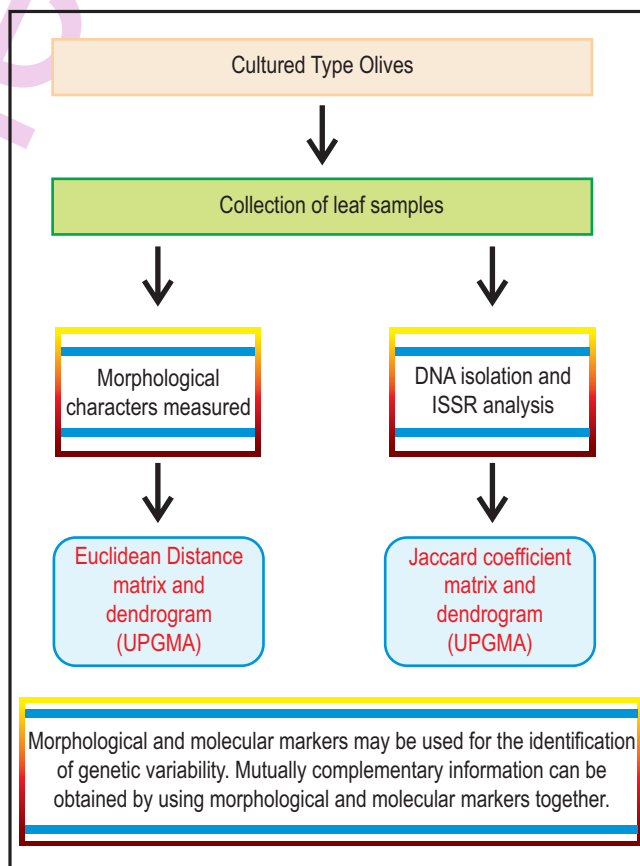 Cultured Type Olives
Collection of leaf samples
Morphological
characters measured
DNA isolation and
ISSR analysis
Euclidean Distance
matrix and
dendrogram
(UPGMA)
Jaccard coefficient
matrix and
dendrogram
(UPGMA)
Morphological and molecular markers may be used for the identification
of genetic variability. Mutually complementary information can be
obtained by using morphological and molecular markers together.